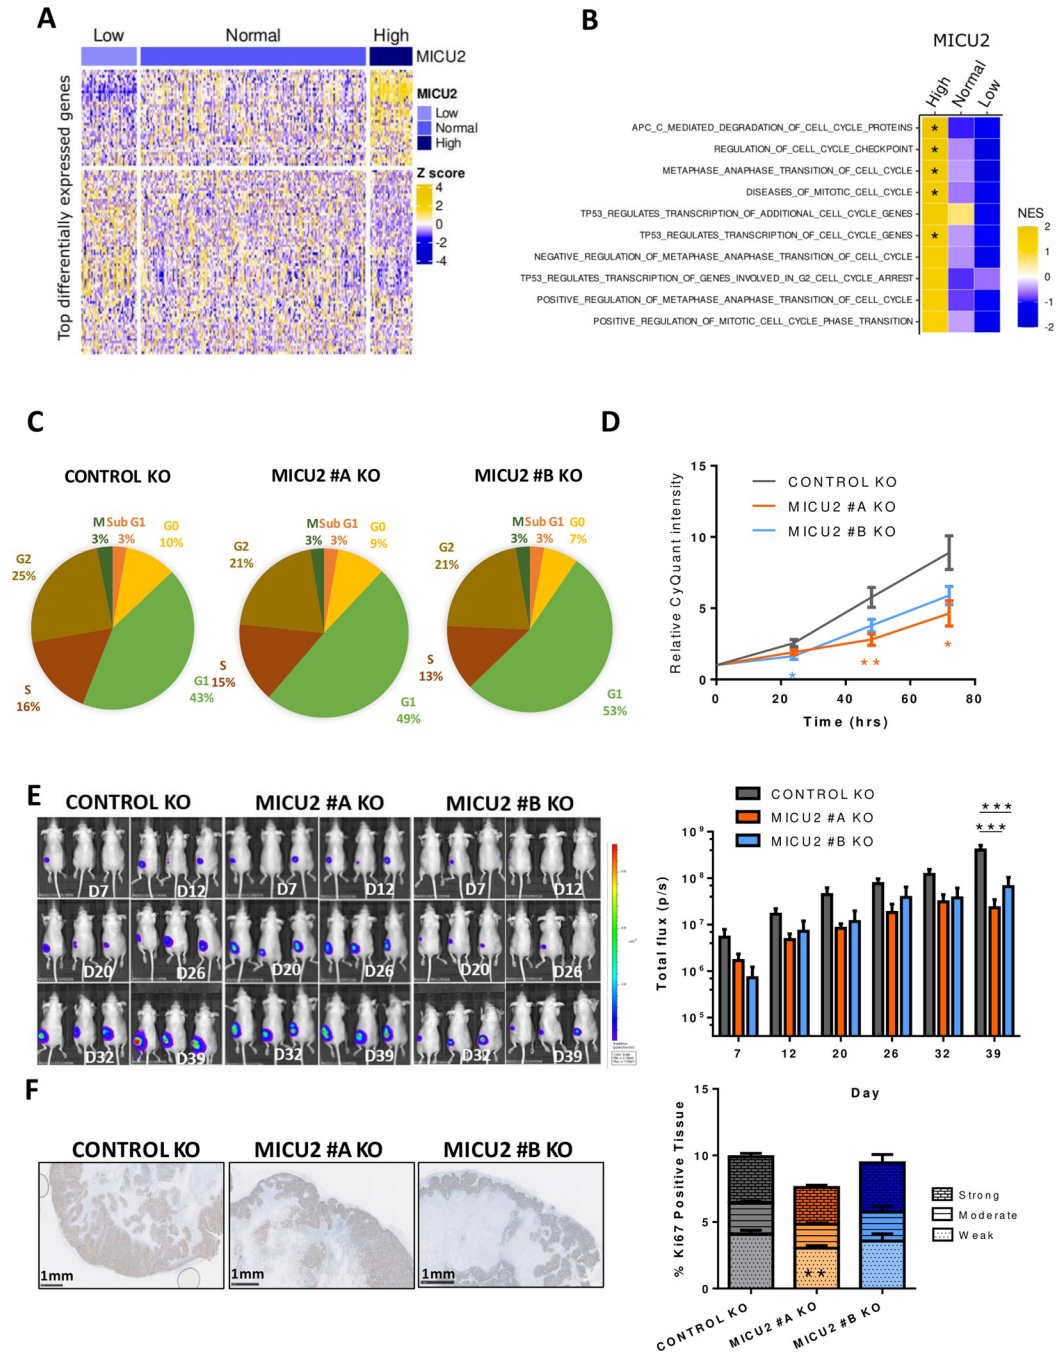 A
Low Normal High
MICU2
Top differentially expressed genes
MICU2
Low
Normal
High
Z score
4
2
0
-2
-4
B
MICU2
High Normal Low
APC_C_MEDIATED_DEGRADATION_OF_CELL_CYCLE_PROTEINS *
REGULATION_OF_CELL_CYCLE_CHECKPOINT *
METAPHASE_ANAPHASE_TRANSITION_OF_CELL_CYCLE *
DISEASES_OF_MITOTIC_CELL_CYCLE *
TP53_REGULATES_TRANSCRIPTION_OF_ADDITIONAL_CELL_CYCLE_GENES
TP53_REGULATES_TRANSCRIPTION_OF_CELL_CYCLE_GENES *
NEGATIVE_REGULATION_OF_METAPHASE_ANAPHASE_TRANSITION_OF_CELL_CYCLE
TP53_REGULATES_TRANSCRIPTION_OF_GENES_INVOLVED_IN_G2_CELL_CYCLE_ARREST
POSITIVE_REGULATION_OF_METAPHASE_ANAPHASE_TRANSITION_OF_CELL_CYCLE
POSITIVE_REGULATION_OF_MITOTIC_CELL_CYCLE_PHASE_TRANSITION
NES
2
1
0
-1
-2
C
CONTROL KO
M
3%
Sub G1
3%
G0
10%
G2
25%
S
16%
G1
43%
MICU2 #A KO
M
3%
Sub G1
3%
G0
9%
G2
21%
S
15%
G1
49%
MICU2 #B KO
M
3%
Sub G1
3%
G0
7%
G2
21%
S
13%
G1
53%
D
Relative CyQuant intensity
15
10
5
0
CONTROL KO
MICU2 #A KO
MICU2 #B KO
*
* *
*
0 20 40 60 80
Time (hrs)
E
CONTROL KO MICU2 #A KO MICU2 #B KO
D7 D12 D7 D12 D7 D12
D20 D26 D20 D26 D20 D26
D32 D39 D32 D39 D32 D39
CONTROL KO
MICU2 #A KO
MICU2 #B KO
* * *
* * *
Total flux (p/s)
10⁹
10⁸
10⁷
10⁶
10⁵
7 12 20 26 32 39
Day
F
CONTROL KO MICU2 #A KO MICU2 #B KO
1mm 1mm 1mm
% Ki67 Positive Tissue
15
10
5
0
* *
Strong
Moderate
Weak
CONTROL KO MICU2 #A KO MICU2 #B KO